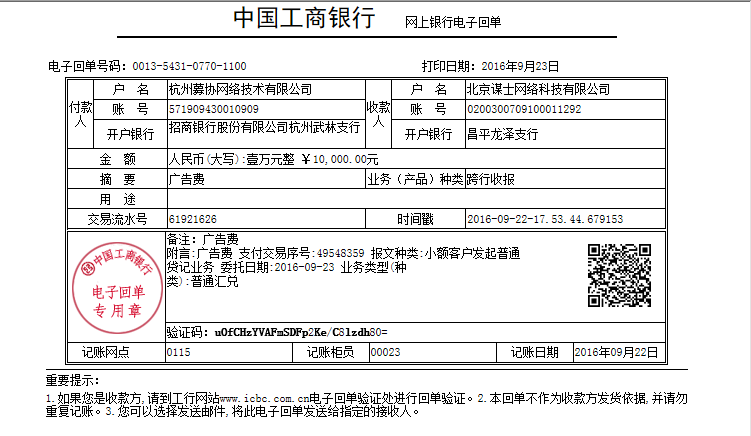 中国工商银行 网上银行电子回单
电子回单号码：0013-5431-0770-1100 打印日期：2016年9月23日
付款人 户 名 杭州募协网络技术有限公司 收款人 户 名 北京谋士网络科技有限公司
账 号 571909430010909 账 号 0200300709100011292
开户银行 招商银行股份有限公司杭州武林支行 开户银行 昌平龙泽支行
金 额 人民币(大写):壹万元整 ￥10,000.00元
摘 要 广告费 业务（产品）种类 跨行收报
用 途
交易流水号 61921626 时间戳 2016-09-22-17.53.44.679153
中国工商银行
电子回单
专用章
备注：广告费
附言:广告费 支付交易序号:49548359 报文种类:小额客户发起普通
贷记业务 委托日期:2016-09-23 业务类型(种
类):普通汇兑
验证码：uOfCHzYVAFmSDFp2Ke/C8lzdh80=
记账网点 0115 记账柜员 00023 记账日期 2016年09月22日
重要提示：
1.如果您是收款方,请到工行网站www.icbc.com.cn电子回单验证处进行回单验证。2.本回单不作为收款方发货依据,并请勿
重复记账。3.您可以选择发送邮件,将此电子回单发送给指定的接收人。